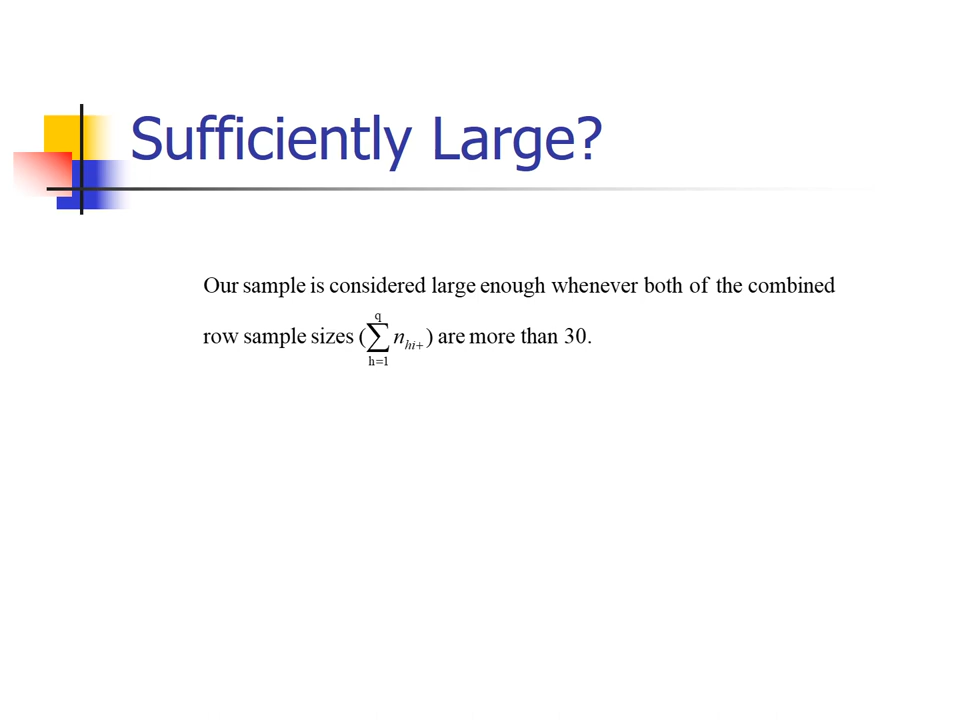 Sufficiently Large?
Our sample is considered large enough whenever both of the combined
row sample sizes (∑_{h=1}^{q} n_{hi+}) are more than 30.